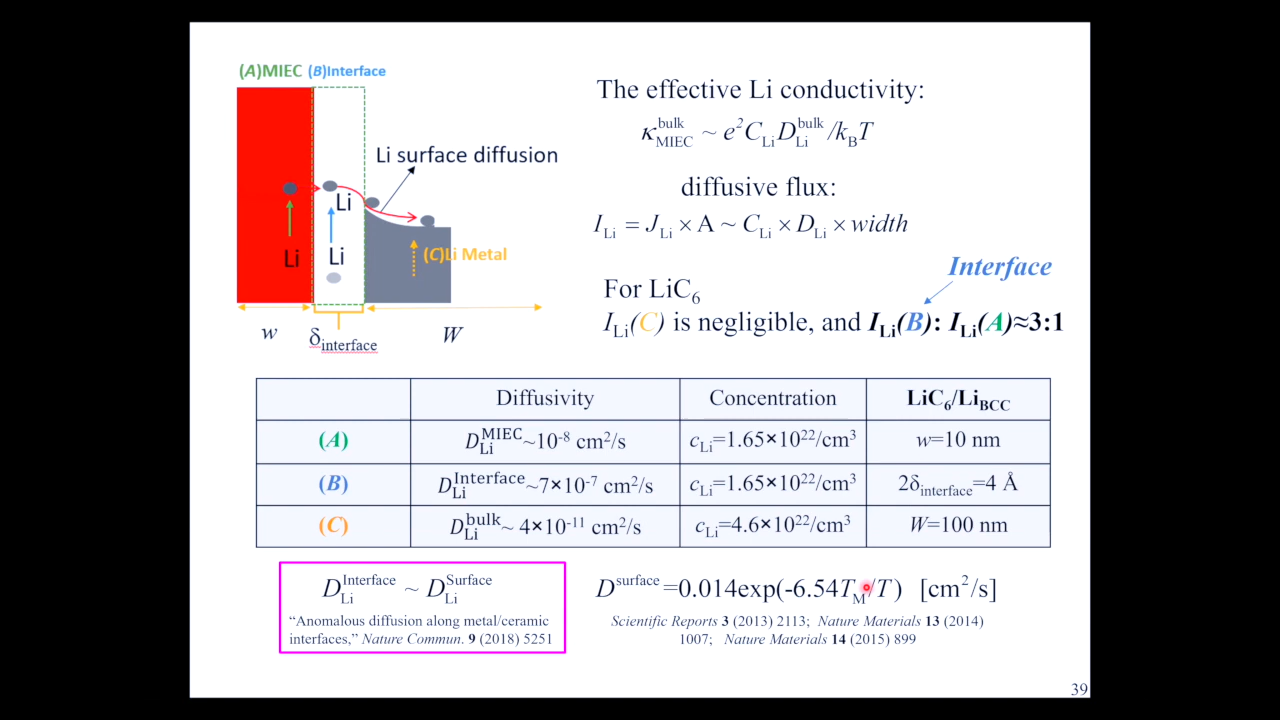 (A)MIEC (B)Interface
Li surface diffusion
Li
Li
Li
(C)Li Metal
w
δinterface
W
The effective Li conductivity:
κ_MIEC^bulk ~ e²C_Li D_Li^bulk/k_BT
diffusive flux:
I_Li = J_Li × A ~ C_Li × D_Li × width
Interface
For LiC₆
I_Li(C) is negligible, and I_Li(B): I_Li(A)≈3:1
Diffusivity Concentration LiC₆/Li_BCC
(A) D_Li^MIEC~10⁻⁸ cm²/s c_Li=1.65×10²²/cm³ w=10 nm
(B) D_Li^Interface~7×10⁻⁷ cm²/s c_Li=1.65×10²²/cm³ 2δ_interface=4 Å
(C) D_Li^bulk~ 4×10⁻¹¹ cm²/s c_Li=4.6×10²²/cm³ W=100 nm
D_Li^Interface ~ D_Li^Surface
"Anomalous diffusion along metal/ceramic
interfaces," Nature Commun. 9 (2018) 5251
D^surface=0.014exp(-6.54T_M/T) [cm²/s]
Scientific Reports 3 (2013) 2113; Nature Materials 13 (2014)
1007; Nature Materials 14 (2015) 899
39